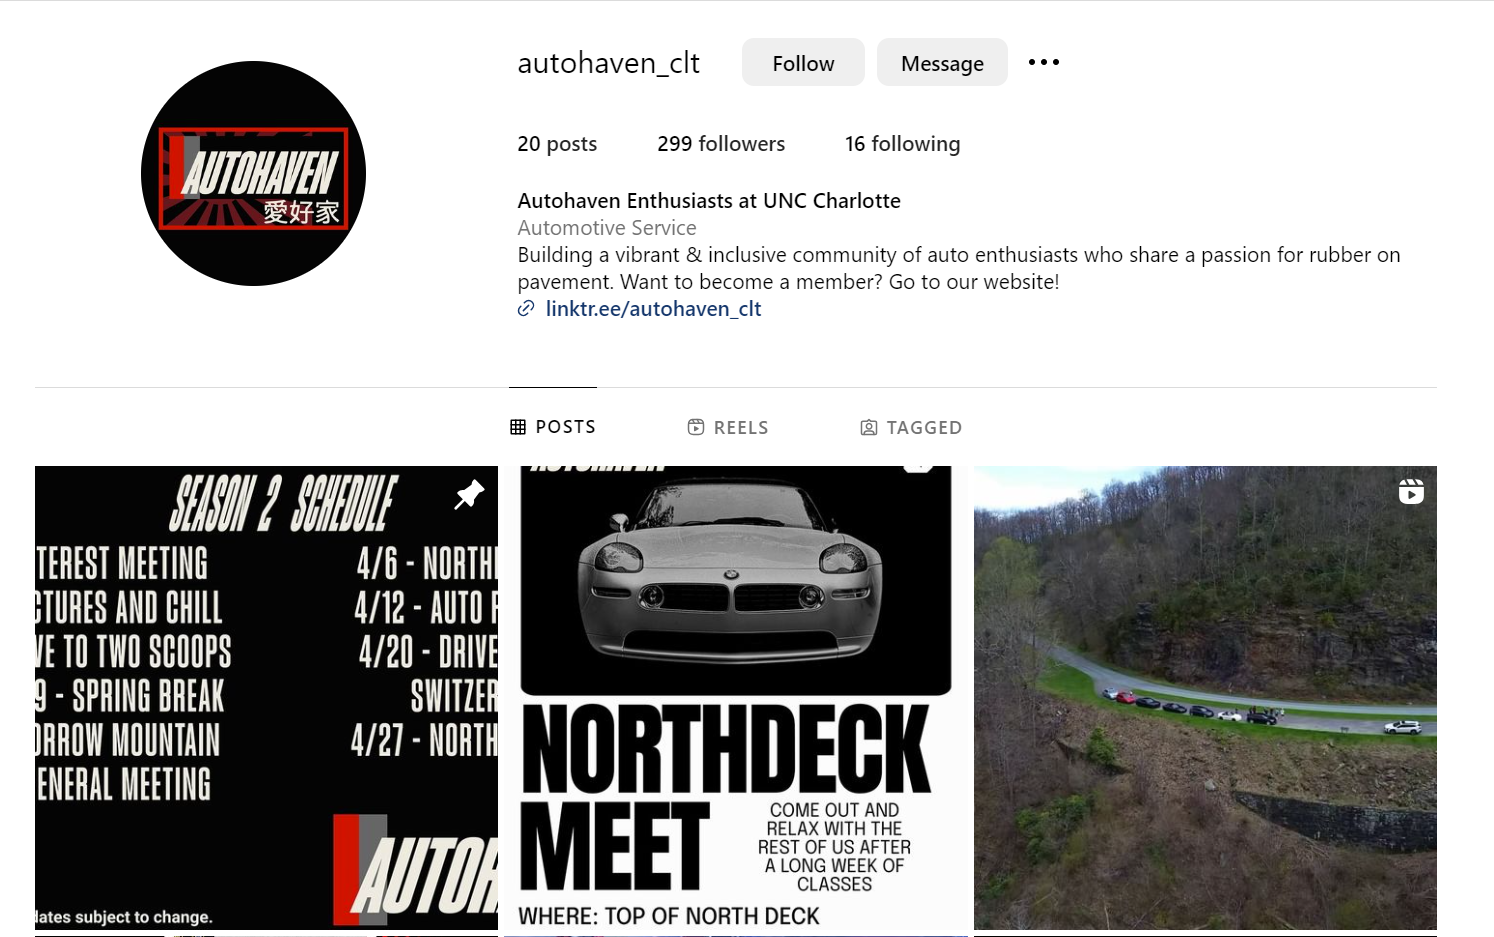 autohaven_clt
Follow
Message
20 posts
299 followers
16 following
AUTOHAVEN
愛好家
Autohaven Enthusiasts at UNC Charlotte
Automotive Service
Building a vibrant & inclusive community of auto enthusiasts who share a passion for rubber on
pavement. Want to become a member? Go to our website!
linktr.ee/autohaven_clt
POSTS
REELS
TAGGED
SEASON 2 SCHEDULE
TEREST MEETING
CTURES AND CHILL
VE TO TWO SCOOPS
9 - SPRING BREAK
ORROW MOUNTAIN
ENERAL MEETING
4/6 - NORTH
4/12 - AUTO
4/20 - DRIVE
SWITZER
4/27 - NORTH
AUTOH
dates subject to change.
AUTOHAVEN
NORTHDECK
MEET
COME OUT AND
RELAX WITH THE
REST OF US AFTER
A LONG WEEK OF
CLASSES
WHERE: TOP OF NORTH DECK